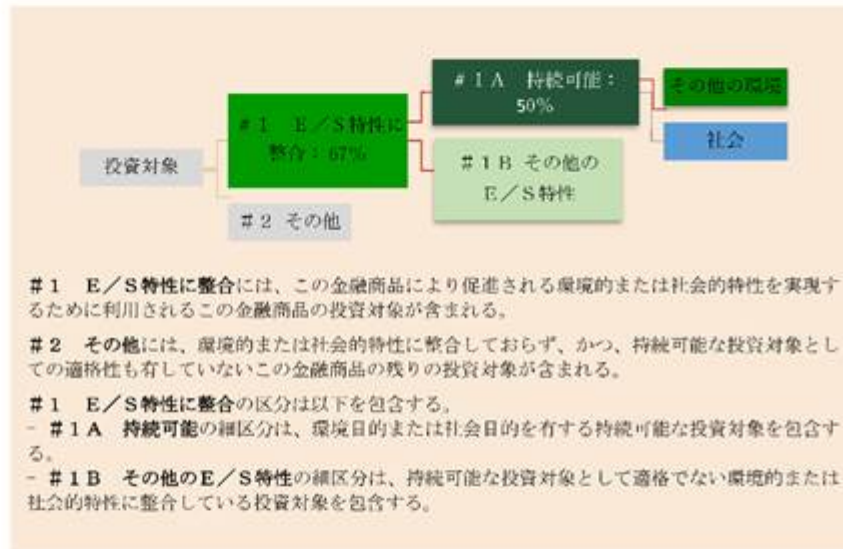 #1A 持続可能:
50%
その他の環境
#1 E/S特性に
整合:67%
社会
投資対象
#1B その他の
E/S特性
#2 その他
#1 E/S特性に整合には、この金融商品により促進される環境的または社会的特性を実現す
るために利用されるこの金融商品の投資対象が含まれる。
#2 その他には、環境的または社会的特性に整合しておらず、かつ、持続可能な投資対象とし
ての適格性も有していないこの金融商品の残りの投資対象が含まれる。
#1 E/S特性に整合の区分は以下を包含する。
- #1A 持続可能の細区分は、環境目的または社会目的を有する持続可能な投資対象を包含す
る。
- #1B その他のE/S特性の細区分は、持続可能な投資対象として適格でない環境的または
社会的特性に整合している投資対象を包含する。